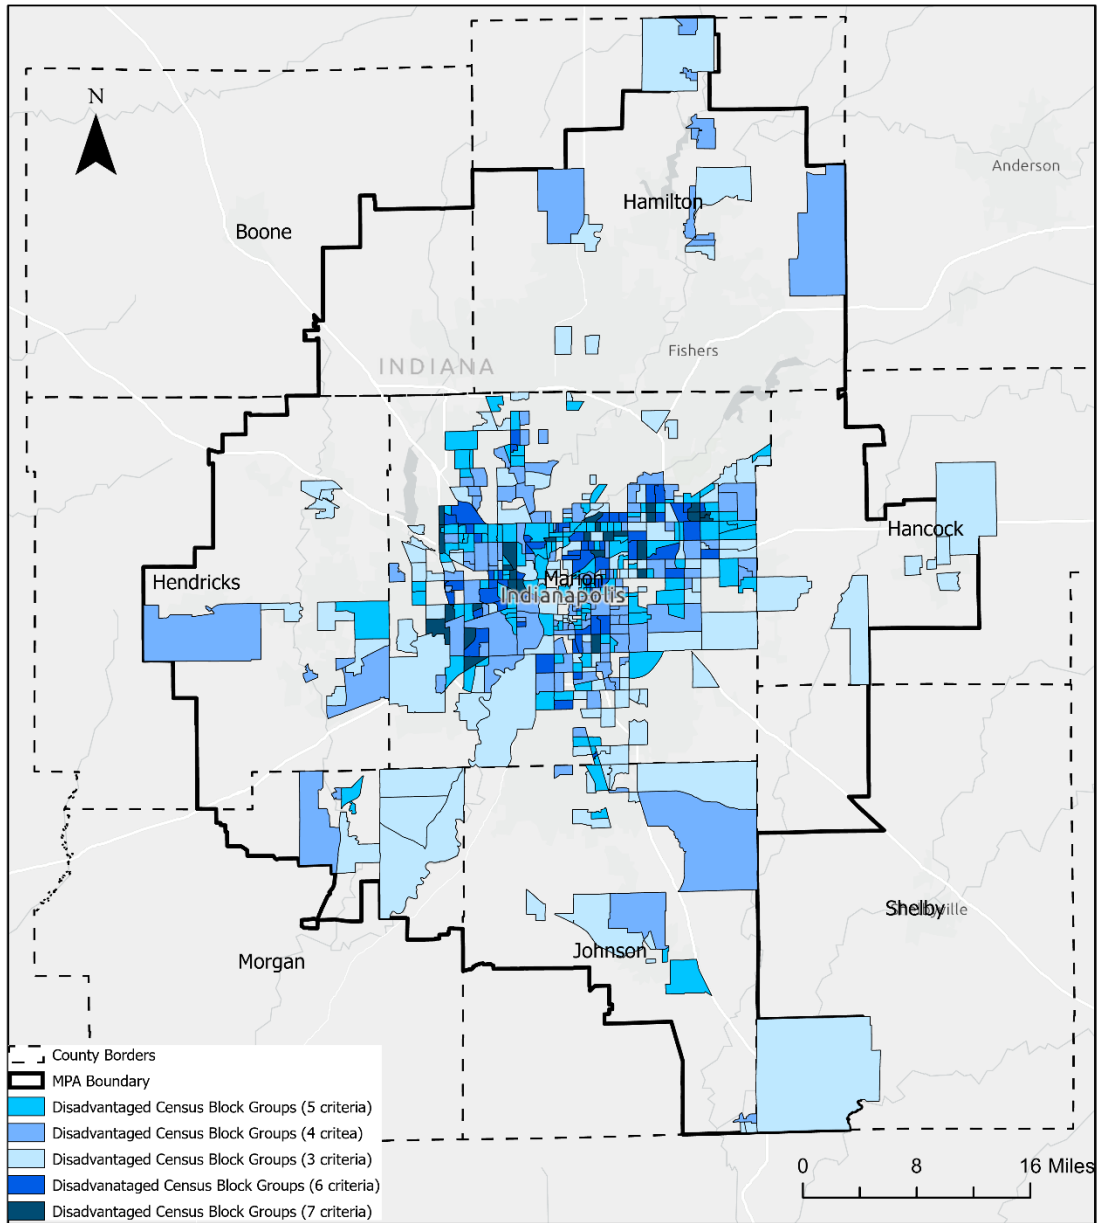 N
Anderson
Hamilton
Boone
Fishers
INDIANA
Hancock
Hendricks
Marion
Indianapolis
Shelby
Johnson
Morgan
County Borders
MPA Boundary
Disadvantaged Census Block Groups (5 criteria)
Disadvantaged Census Block Groups (4 critea)
Disadvantaged Census Block Groups (3 criteria)
Disadvanataged Census Block Groups (6 criteria)
Disadvantaged Census Block Groups (7 criteria)
0 8 16 Miles